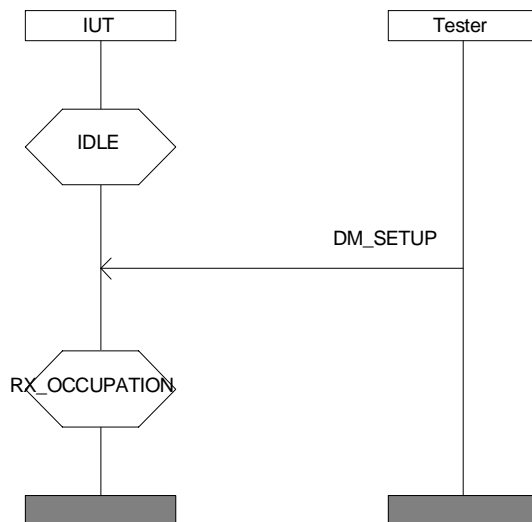 IUT
Tester
IDLE
DM_SETUP
RX_OCCUPATION